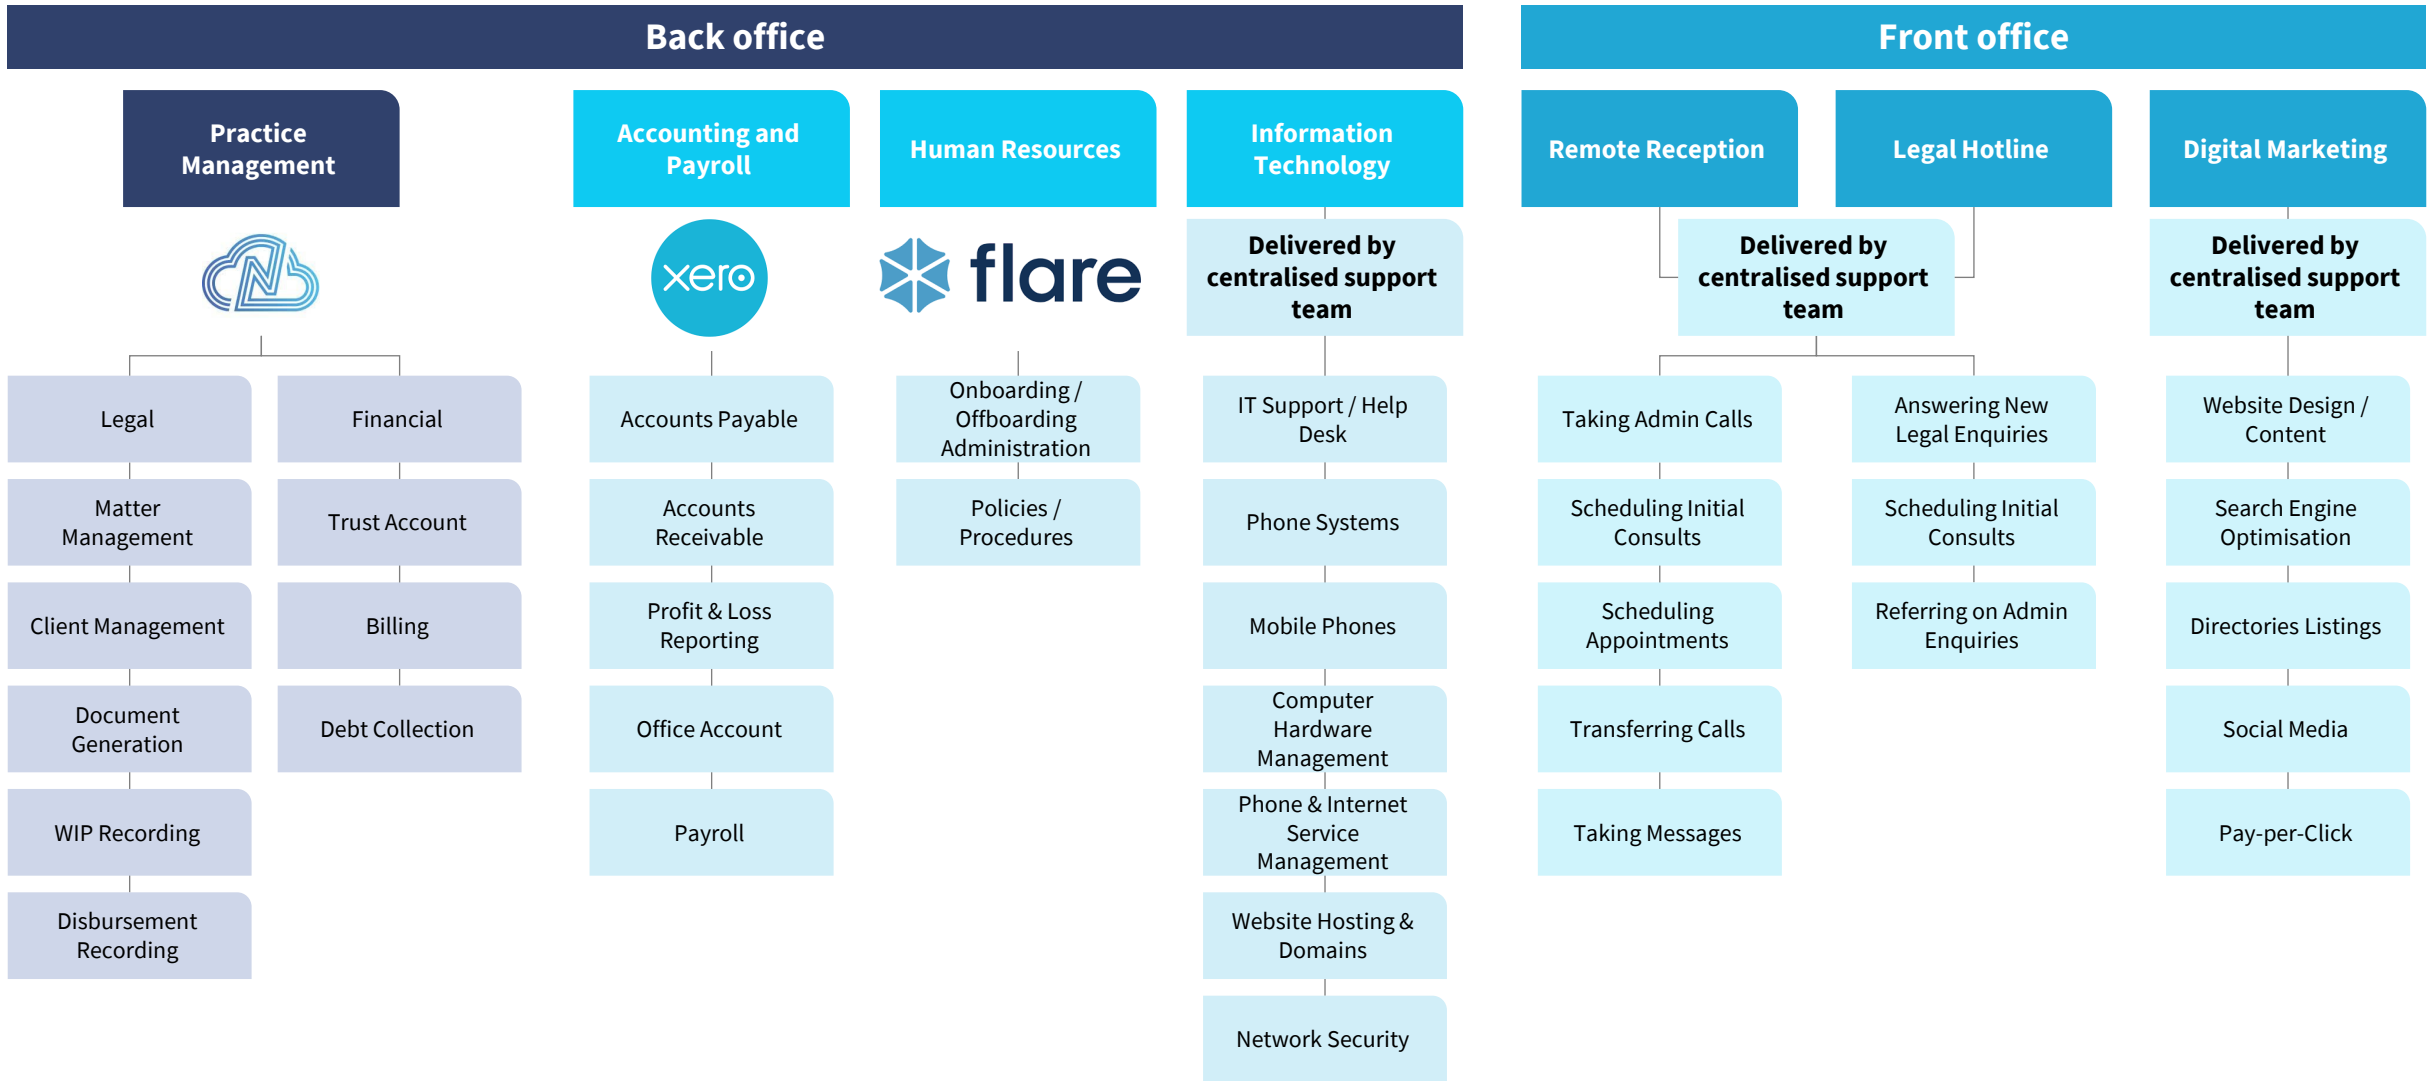 Back office
Front office
Practice
Management
Accounting and
Payroll
Human Resources
Information
Technology
Remote Reception
Legal Hotline
Digital Marketing
N
xero
flare
Delivered by
centralised support
team
Delivered by
centralised support
team
Delivered by
centralised support
team
Legal
Matter
Management
Client Management
Document
Generation
WIP Recording
Disbursement
Recording
Financial
Trust Account
Billing
Debt Collection
Accounts Payable
Accounts
Receivable
Profit & Loss
Reporting
Office Account
Payroll
Onboarding /
Offboarding
Administration
Policies /
Procedures
IT Support / Help
Desk
Phone Systems
Mobile Phones
Computer
Hardware
Management
Phone & Internet
Service
Management
Website Hosting &
Domains
Network Security
Taking Admin Calls
Scheduling Initial
Consults
Scheduling
Appointments
Transferring Calls
Taking Messages
Answering New
Legal Enquiries
Scheduling Initial
Consults
Referring on Admin
Enquiries
Website Design /
Content
Search Engine
Optimisation
Directories Listings
Social Media
Pay-per-Click